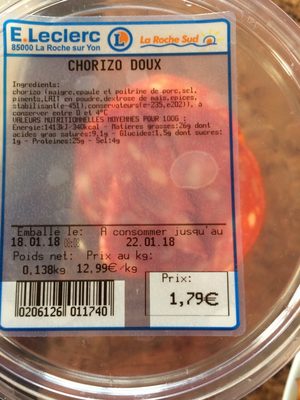 E.Leclerc L La Roche Sud
85000 La Roche sur Yon
CHORIZO DOUX
Ingredients:
chorizo (maigre,epaule et poitrine de porc,sel,
piments,LAIT en poudre,dextrose de mais,epices,
stabilisant(e-451),conservateurs(e-235,e202)), à
conserver entre 0 et 4°C
VALEURS NUTRITIONNELLES MOYENNES POUR 100G :
Energie:1413kJ-340kcal - Matieres grasses:26g dont
acides gras satures:9,1g - Glucides:1,5g dont sucres:
1g - Proteines:25g - Sel:4g
Emballé le: A consommer jusqu'au
18.01.18 22.01.18
Poids net: Prix au kg:
0,138kg 12.99€/kg
Prix:
1,79€
0206126 011740